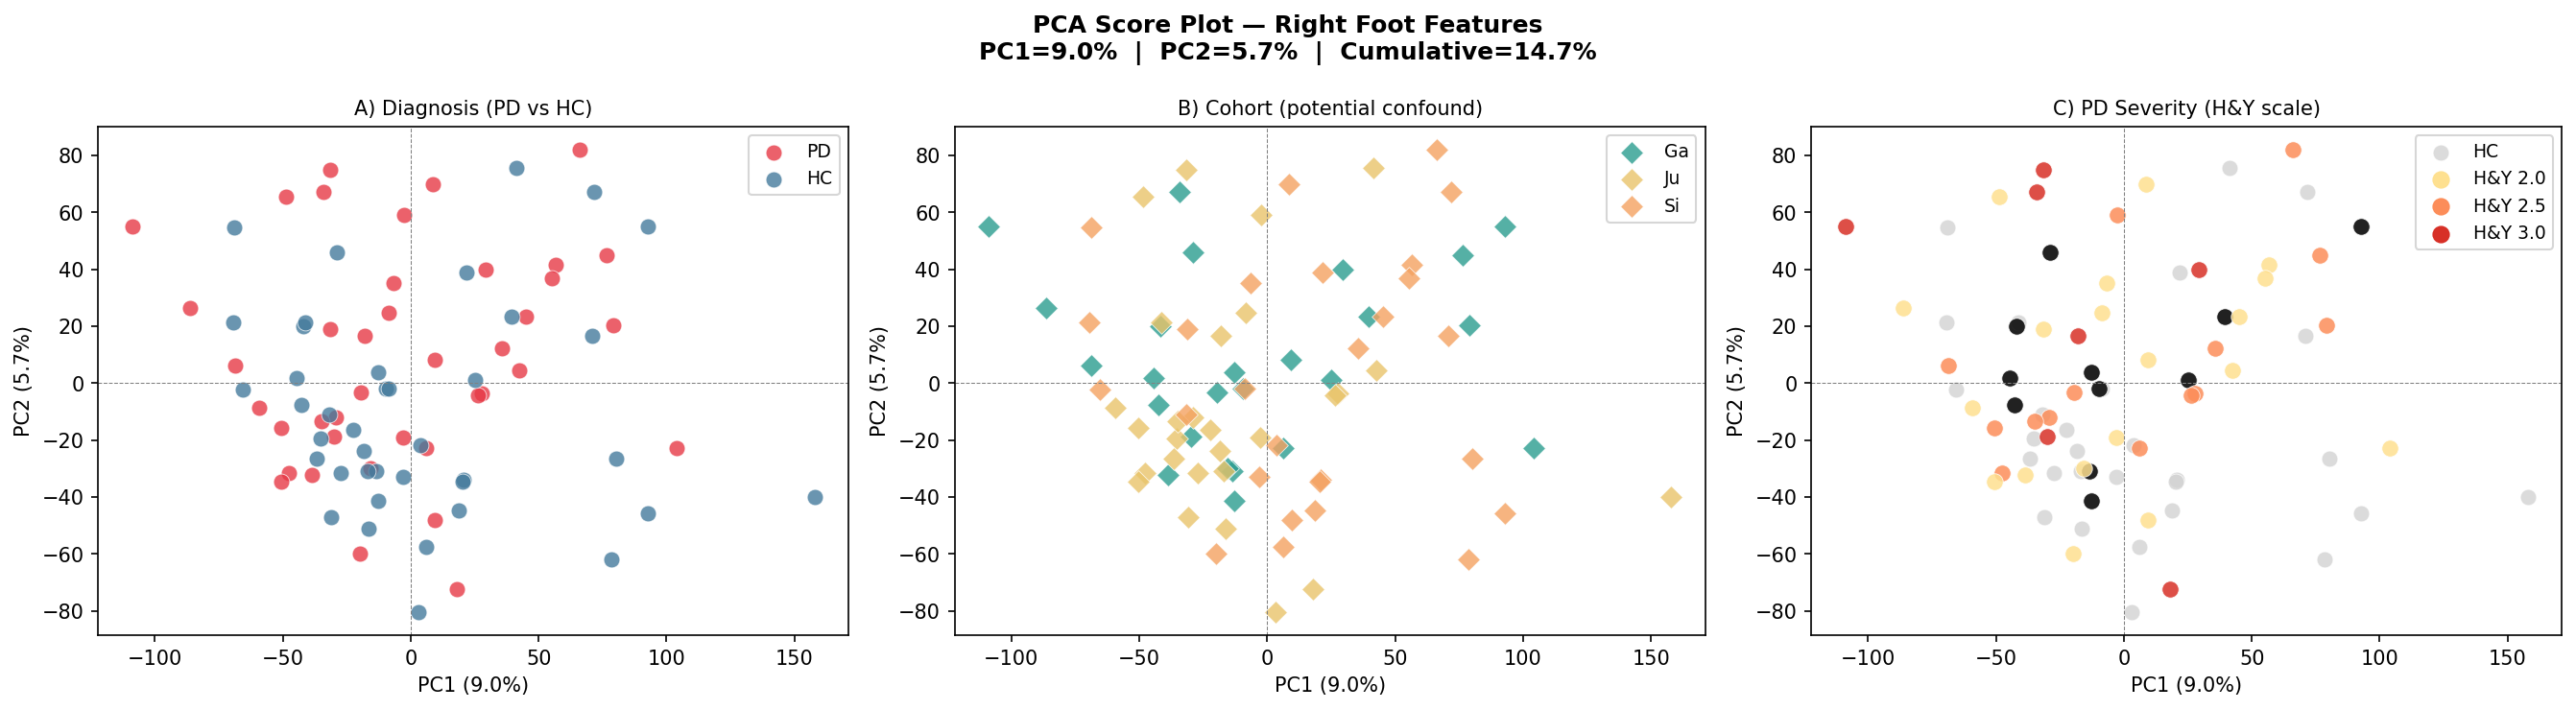 PCA Score Plot — Right Foot Features
PC1=9.0%  |  PC2=5.7%  |  Cumulative=14.7%
A) Diagnosis (PD vs HC)
80
60
40
20
0
−20
−40
−60
−80
PC2 (5.7%)
−100
−50
0
50
100
150
PC1 (9.0%)
PD
HC
B) Cohort (potential confound)
80
60
40
20
0
−20
−40
−60
−80
PC2 (5.7%)
−100
−50
0
50
100
150
PC1 (9.0%)
Ga
Ju
Si
C) PD Severity (H&Y scale)
80
60
40
20
0
−20
−40
−60
−80
PC2 (5.7%)
−100
−50
0
50
100
150
PC1 (9.0%)
HC
H&Y 2.0
H&Y 2.5
H&Y 3.0